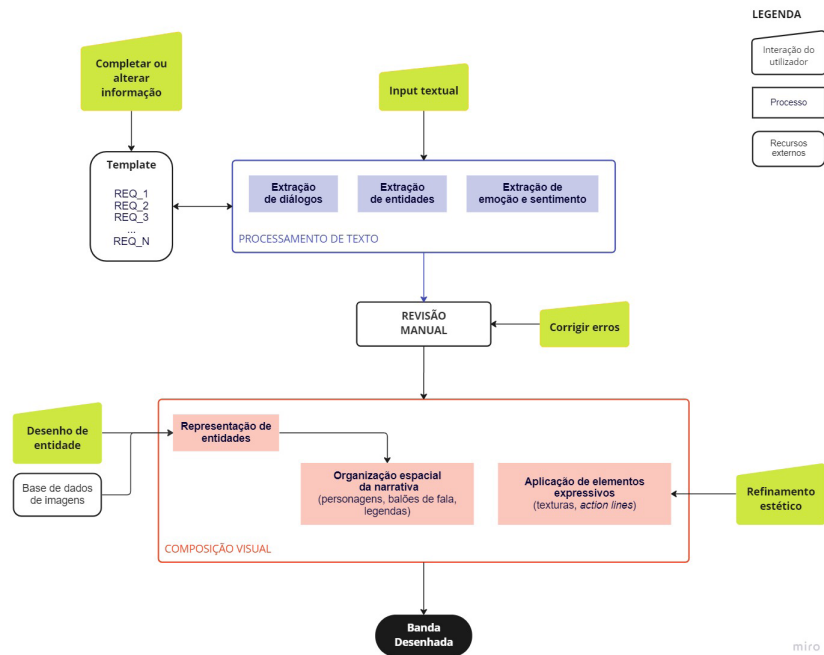 LEGENDA
Interação do
utilizador
Processo
Recursos
externos
Completar ou
alterar
informação
Input textual
Template
REQ_1
REQ_2
REQ_3
...
REQ_N
Extração
de diálogos
Extração
de entidades
Extração de
emoção e sentimento
PROCESSAMENTO DE TEXTO
REVISÃO
MANUAL
Corrigir erros
Desenho de
entidade
Base de dados
de imagens
Representação de
entidades
Organização espacial
da narrativa
(personagens, balões de fala,
legendas)
Aplicação de elementos
expressivos
(texturas, action lines)
Refinamento
estético
COMPOSIÇÃO VISUAL
Banda
Desenhada
miro